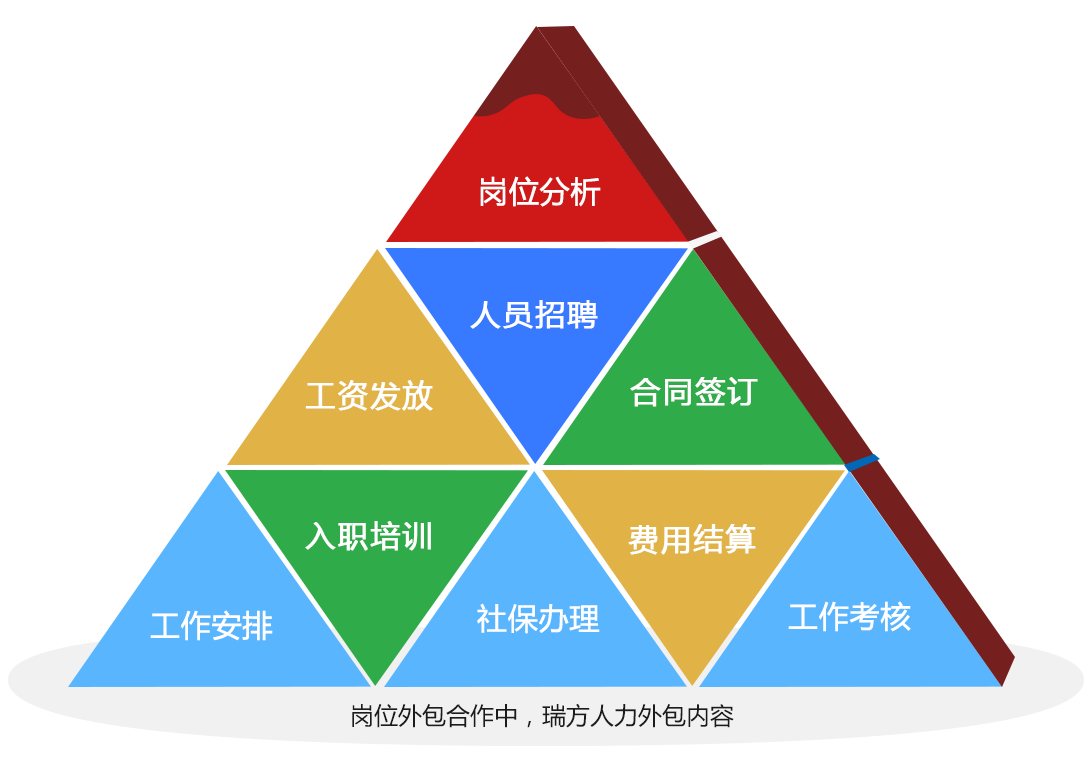 岗位分析
人员招聘
工资发放
合同签订
入职培训
费用结算
工作安排
社保办理
工作考核
岗位外包合作中，瑞方人力外包内容